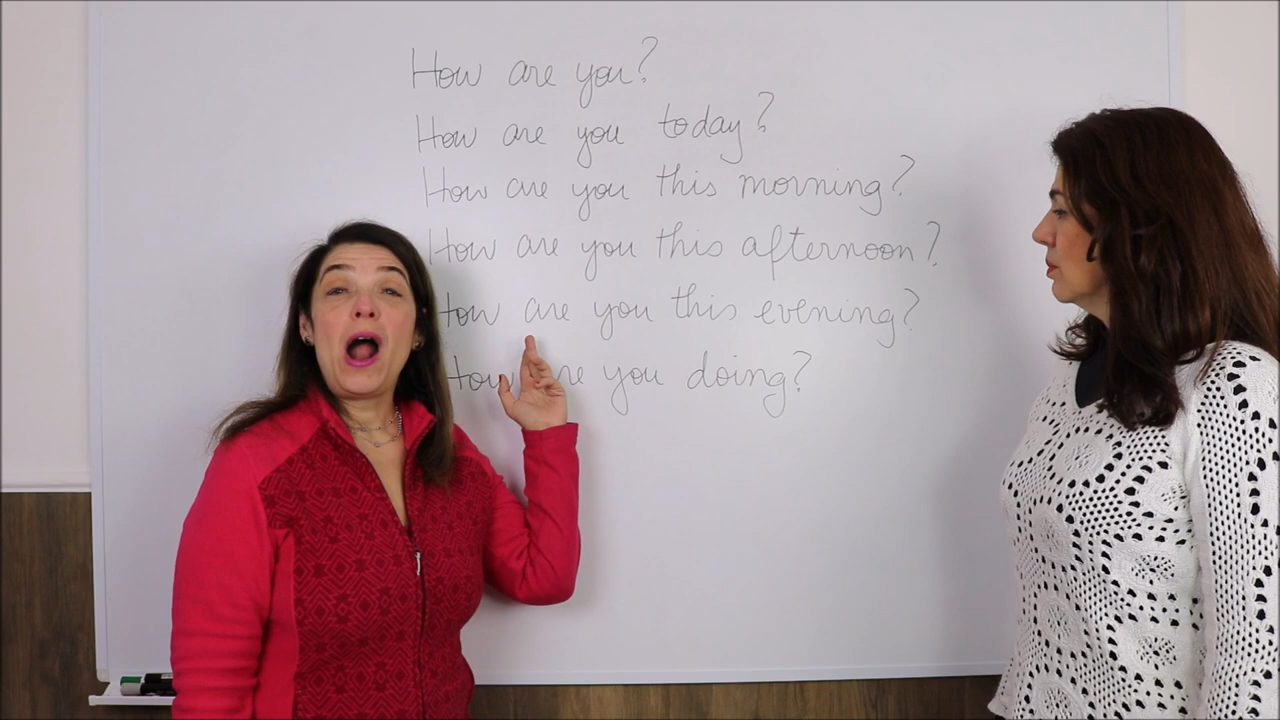 How are you?
How are you today?
How are you this morning?
How are you this afternoon?
How are you this evening?
How are you doing?